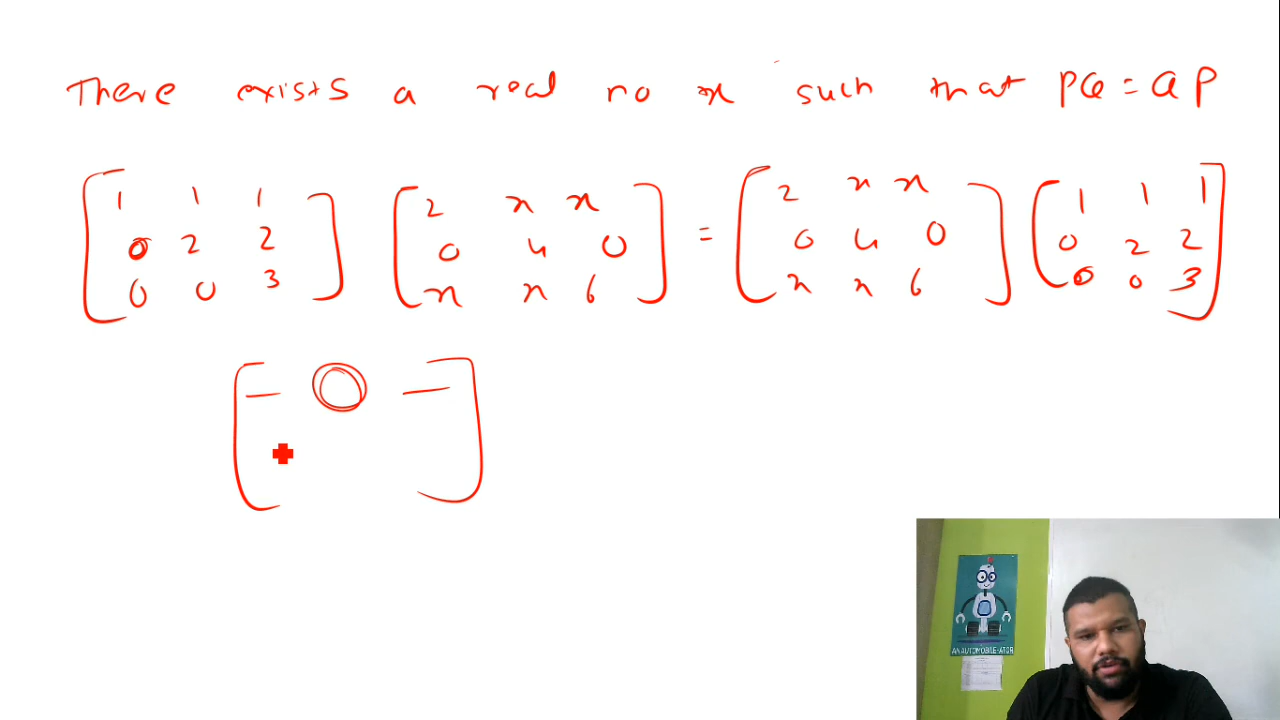 There exists a real no x such that PQ = QP
[1 1 1 [2 x x = [2 x x [1 1 1
0 2 2 0 4 0 0 4 0 0 2 2
0 0 3] x x 6] x x 6] 0 0 3]
[— O —]
AN AUTOMOBILE-ATOR